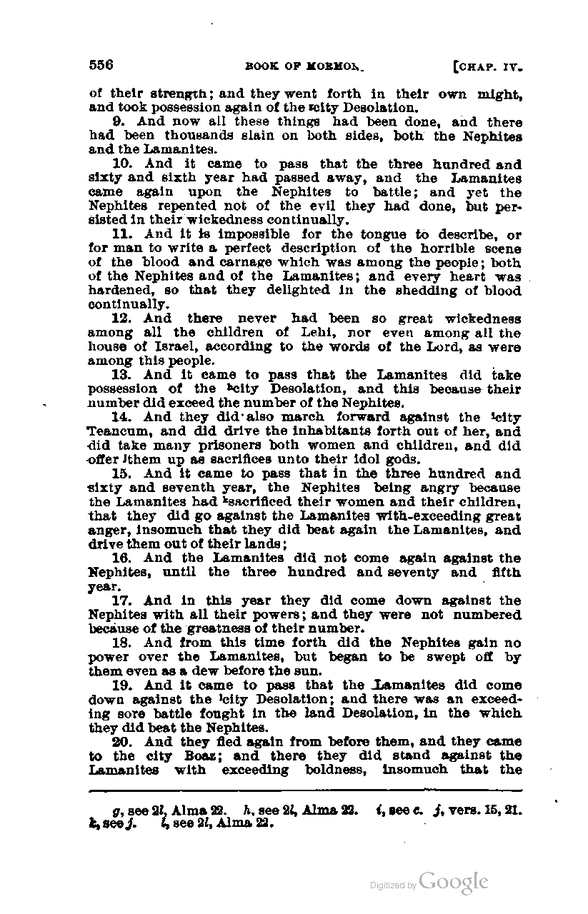 556 BOOK OF MORMON. [CHAP. IV.
of their strength; and they went forth in their own might,
and took possession again of the gcity Desolation.
9. And now all these things had been done, and there
had been thousands slain on both sides, both the Nephites
and the Lamanites.
10. And it came to pass that the three hundred and
sixty and sixth year had passed away, and the Lamanites
came again upon the Nephites to battle; and yet the
Nephites repented not of the evil they had done, but per-
sisted in their wickedness continually.
11. And it is impossible for the tongue to describe, or
for man to write a perfect description of the horrible scene
of the blood and carnage which was among the people; both
of the Nephites and of the Lamanites; and every heart was
hardened, so that they delighted in the shedding of blood
continually.
12. And there never had been so great wickedness
among all the children of Lehi, nor even among all the
house of Israel, according to the words of the Lord, as were
among this people.
13. And it came to pass that the Lamanites did take
possession of the hcity Desolation, and this because their
number did exceed the number of the Nephites.
14. And they did also march forward against the icity
Teancum, and did drive the inhabitants forth out of her, and
did take many prisoners both women and children, and did
offer jthem up as sacrifices unto their idol gods.
15. And it came to pass that in the three hundred and
sixty and seventh year, the Nephites being angry because
the Lamanites had ksacrificed their women and their children,
that they did go against the Lamanites with exceeding great
anger, insomuch that they did beat again the Lamanites, and
drive them out of their lands;
16. And the Lamanites did not come again against the
Nephites, until the three hundred and seventy and fifth
year.
17. And in this year they did come down against the
Nephites with all their powers; and they were not numbered
because of the greatness of their number.
18. And from this time forth did the Nephites gain no
power over the Lamanites, but began to be swept off by
them even as a dew before the sun.
19. And it came to pass that the Lamanites did come
down against the lcity Desolation; and there was an exceed-
ing sore battle fought in the land Desolation, in the which
they did beat the Nephites.
20. And they fled again from before them, and they came
to the city Boaz; and there they did stand against the
Lamanites with exceeding boldness, insomuch that the
g, see 2l, Alma 22. h, see 2l, Alma 22. i, see c. j, vers. 15, 21.
k, see j. l, see 2l, Alma 22.
Digitized by Google